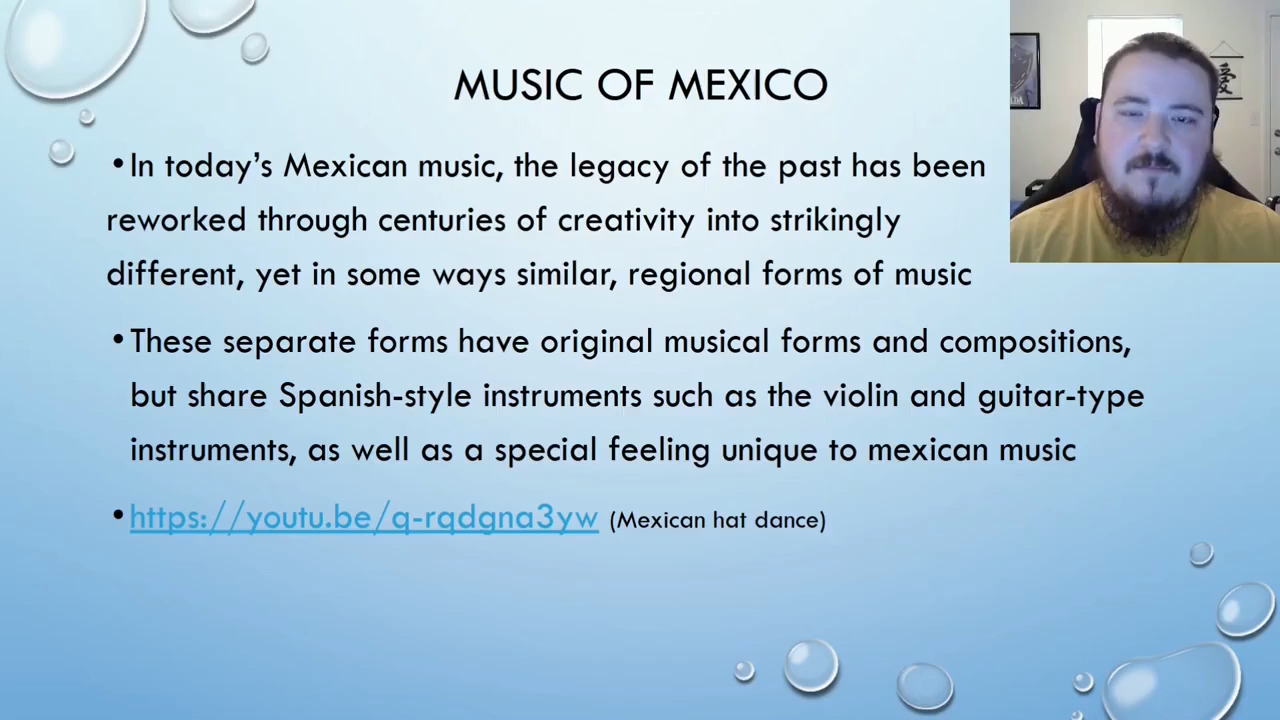 MUSIC OF MEXICO
•In today's Mexican music, the legacy of the past has been
reworked through centuries of creativity into strikingly
different, yet in some ways similar, regional forms of music
•These separate forms have original musical forms and compositions,
but share Spanish-style instruments such as the violin and guitar-type
instruments, as well as a special feeling unique to mexican music
•https://youtu.be/q-rqdgna3yw (Mexican hat dance)
愛